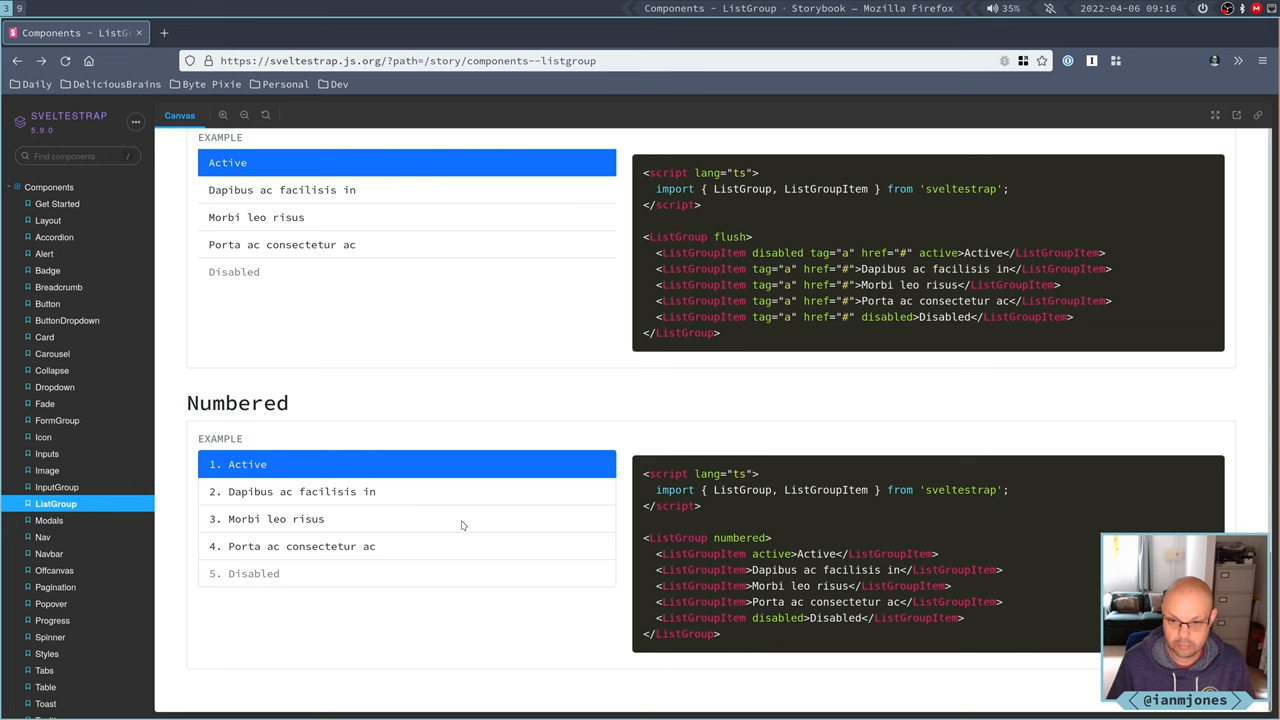 3 9 Components - ListGroup · Storybook — Mozilla Firefox 35% 2022-04-06 09:16
Components - ListGr
https://sveltestrap.js.org/?path=/story/components--listgroup
Daily DeliciousBrains Byte Pixie Personal Dev
SVELTESTRAP
5.9.0
Find components /
Components
Get Started
Layout
Accordion
Alert
Badge
Breadcrumb
Button
ButtonDropdown
Card
Carousel
Collapse
Dropdown
Fade
FormGroup
Icon
Inputs
Image
InputGroup
ListGroup
Modals
Nav
Navbar
Offcanvas
Pagination
Popover
Progress
Spinner
Styles
Tabs
Table
Toast
Canvas
EXAMPLE
Active
Dapibus ac facilisis in
Morbi leo risus
Porta ac consectetur ac
Disabled
<script lang="ts">
import { ListGroup, ListGroupItem } from 'sveltestrap';
</script>
<ListGroup flush>
<ListGroupItem disabled tag="a" href="#" active>Active</ListGroupItem>
<ListGroupItem tag="a" href="#">Dapibus ac facilisis in</ListGroupItem>
<ListGroupItem tag="a" href="#">Morbi leo risus</ListGroupItem>
<ListGroupItem tag="a" href="#">Porta ac consectetur ac</ListGroupItem>
<ListGroupItem tag="a" href="#" disabled>Disabled</ListGroupItem>
</ListGroup>
Numbered
EXAMPLE
1. Active
2. Dapibus ac facilisis in
3. Morbi leo risus
4. Porta ac consectetur ac
5. Disabled
<script lang="ts">
import { ListGroup, ListGroupItem } from 'sveltestrap';
</script>
<ListGroup numbered>
<ListGroupItem active>Active</ListGroupItem>
<ListGroupItem>Dapibus ac facilisis in</ListGroupItem>
<ListGroupItem>Morbi leo risus</ListGroupItem>
<ListGroupItem>Porta ac consectetur ac</ListGroupItem>
<ListGroupItem disabled>Disabled</ListGroupItem>
</ListGroup>
@ianmjones